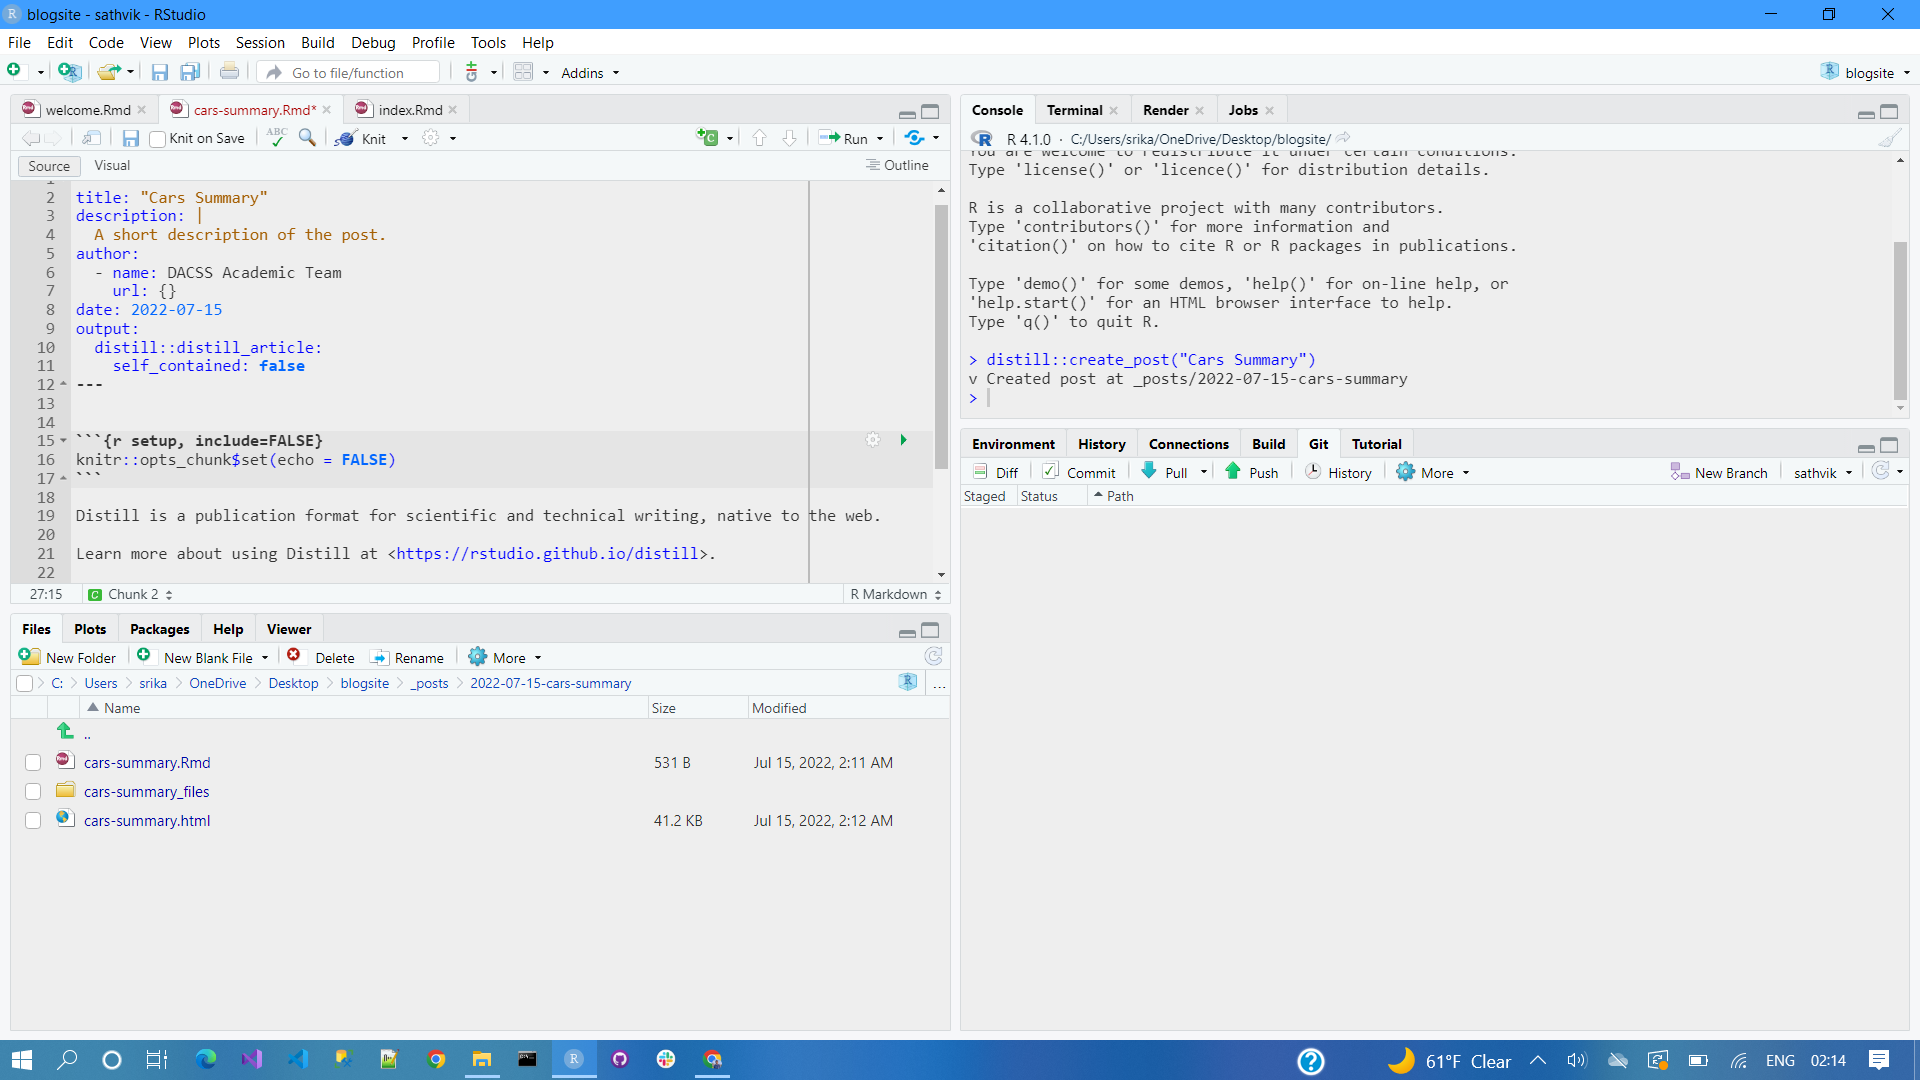 blogsite - sathvik - RStudio
File Edit Code View Plots Session Build Debug Profile Tools Help
Go to file/function Addins blogsite
welcome.Rmd cars-summary.Rmd* index.Rmd
Knit on Save ABC Knit Run
Source Visual Outline
1
2 title: "Cars Summary"
3 description: |
4 A short description of the post.
5 author:
6 - name: DACSS Academic Team
7 url: {}
8 date: 2022-07-15
9 output:
10 distill::distill_article:
11 self_contained: false
12 ---
13
14
15 ```{r setup, include=FALSE}
16 knitr::opts_chunk$set(echo = FALSE)
17 ```
18
19 Distill is a publication format for scientific and technical writing, native to the web.
20
21 Learn more about using Distill at <https://rstudio.github.io/distill>.
22
27:15 Chunk 2 R Markdown
Files Plots Packages Help Viewer
New Folder New Blank File Delete Rename More
C: Users srika OneDrive Desktop blogsite _posts 2022-07-15-cars-summary ...
Name Size Modified
..
cars-summary.Rmd 531 B Jul 15, 2022, 2:11 AM
cars-summary_files
cars-summary.html 41.2 KB Jul 15, 2022, 2:12 AM
Console Terminal Render Jobs
R 4.1.0 · C:/Users/srika/OneDrive/Desktop/blogsite/
You are welcome to redistribute it under certain conditions.
Type 'license()' or 'licence()' for distribution details.
R is a collaborative project with many contributors.
Type 'contributors()' for more information and
'citation()' on how to cite R or R packages in publications.
Type 'demo()' for some demos, 'help()' for on-line help, or
'help.start()' for an HTML browser interface to help.
Type 'q()' to quit R.
> distill::create_post("Cars Summary")
v Created post at _posts/2022-07-15-cars-summary
>
Environment History Connections Build Git Tutorial
Diff Commit Pull Push History More New Branch sathvik
Staged Status Path
61°F Clear ENG 02:14